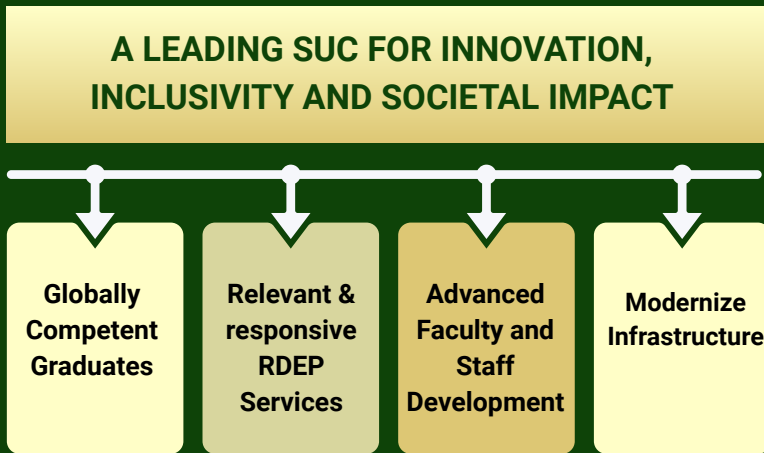 A LEADING SUC FOR INNOVATION,
INCLUSIVITY AND SOCIETAL IMPACT
Globally
Competent
Graduates
Relevant &
responsive
RDEP
Services
Advanced
Faculty and
Staff
Development
Modernize
Infrastructure